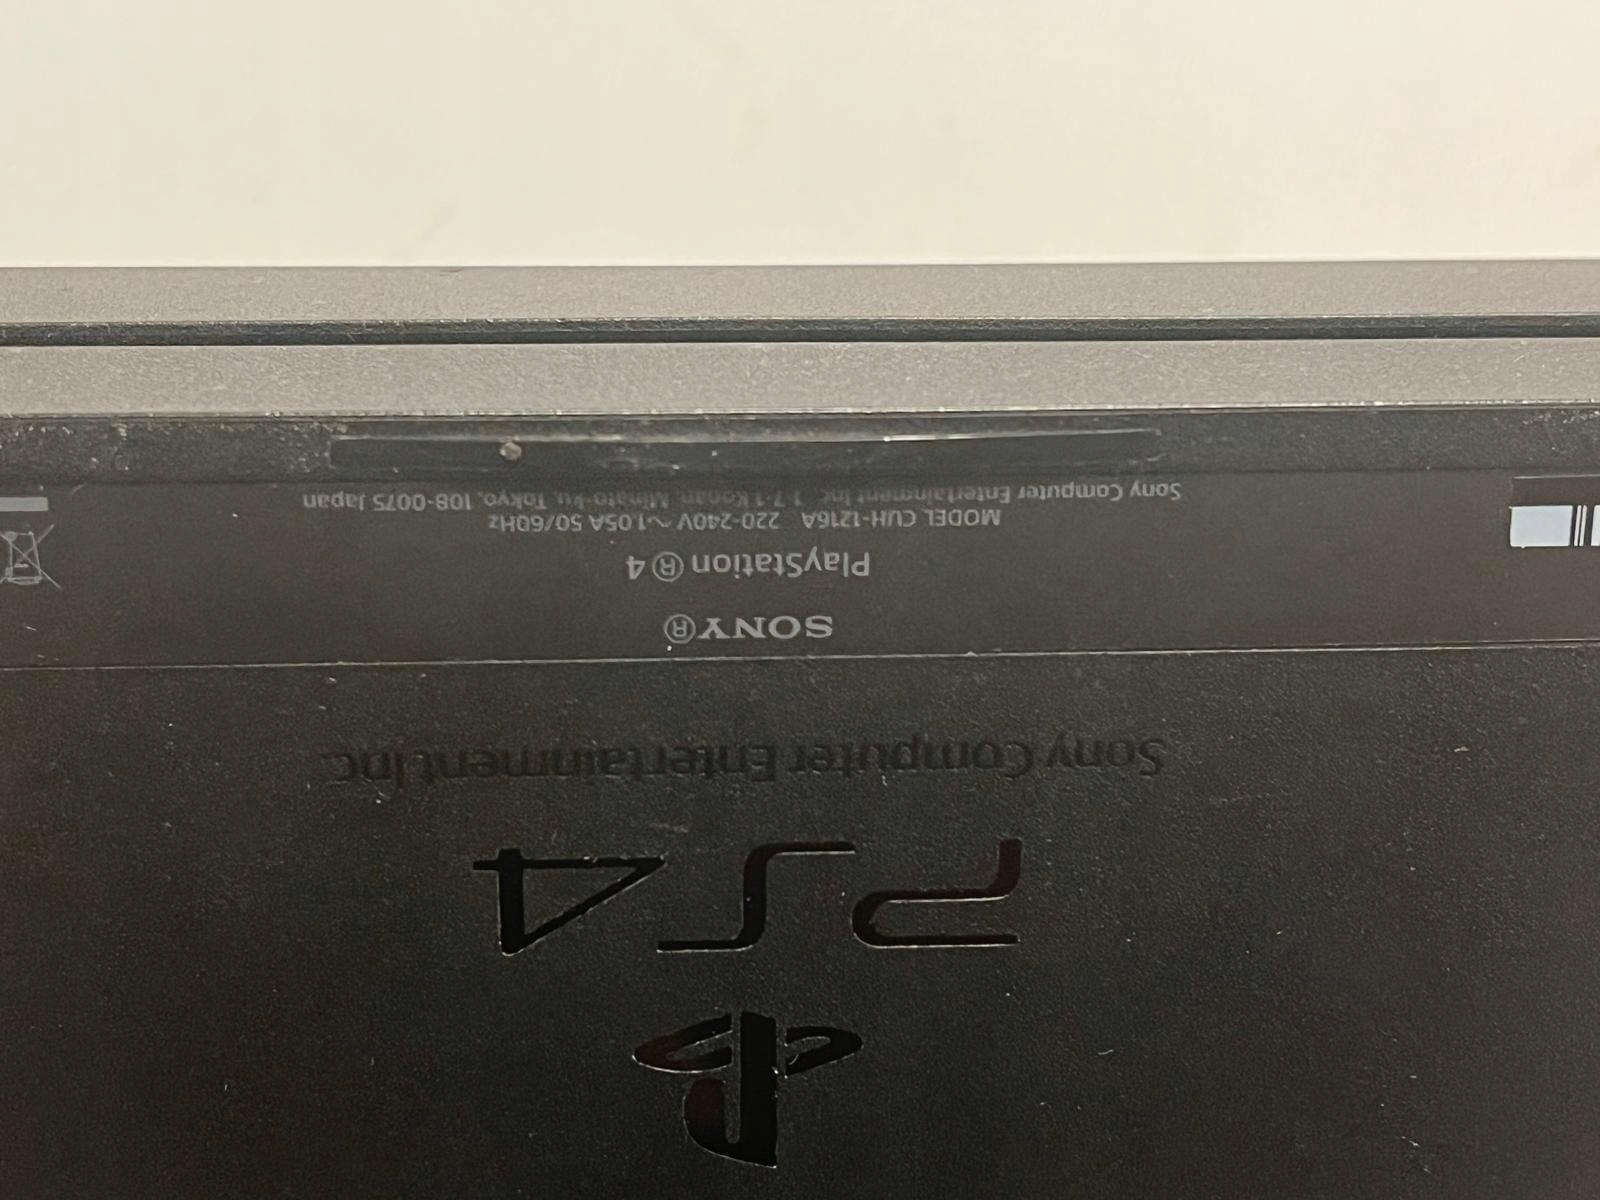 PS4
Sony Computer Entertainment Inc.
SONY®
PlayStation®4
MODEL CUH-1216A 220-240V ~ 1.05A 50/60Hz
Sony Computer Entertainment Inc. 1-7-1 Konan, Minato-ku, Tokyo, 108-0075 Japan